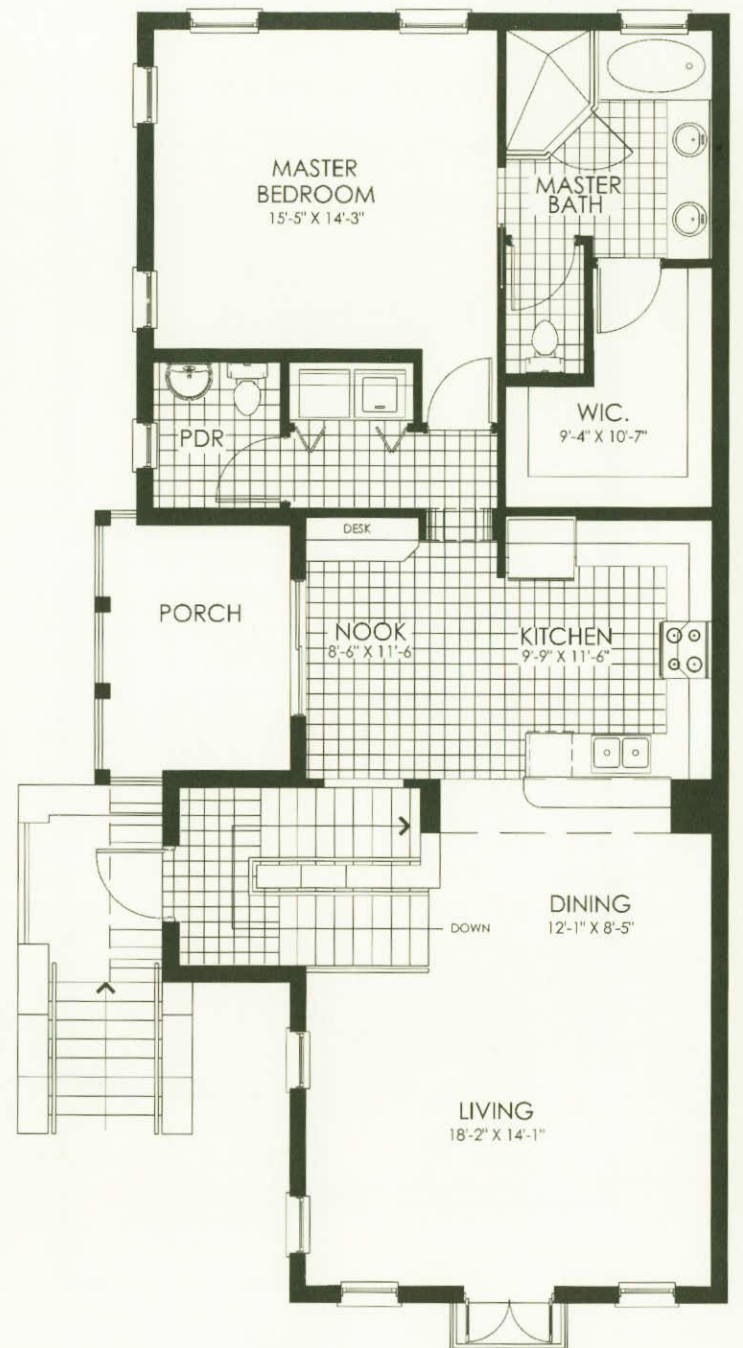 MASTER
BEDROOM
15'-5" X 14'-3"
MASTER
BATH
WIC.
9'-4" X 10'-7"
PDR
DESK
PORCH
NOOK
8'-6" X 11'-6
KITCHEN
9'-9" X 11'-6"
DINING
12'-1" X 8'-5"
DOWN
LIVING
18'-2" X 14'-1"